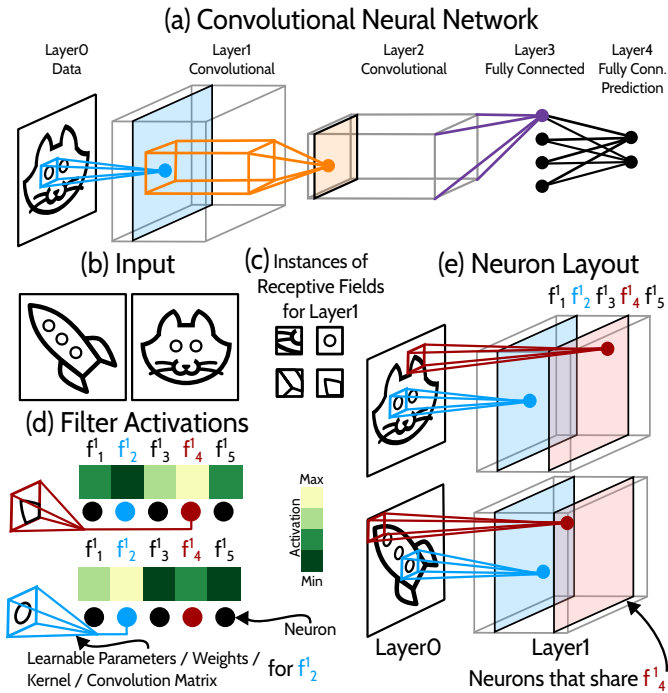 (a) Convolutional Neural Network
Layer0
Data
Layer1
Convolutional
Layer2
Convolutional
Layer3
Fully Connected
Layer4
Fully Conn.
Prediction
(b) Input
(c) Instances of
Receptive Fields
for Layer1
(d) Filter Activations
f¹₁ f¹₂ f¹₃ f¹₄ f¹₅
f¹₁ f¹₂ f¹₃ f¹₄ f¹₅
Max
Activation
Min
Neuron
Learnable Parameters / Weights /
Kernel / Convolution Matrix
for f¹₂
(e) Neuron Layout
f¹₁ f¹₂ f¹₃ f¹₄ f¹₅
Layer0
Layer1
Neurons that share f¹₄